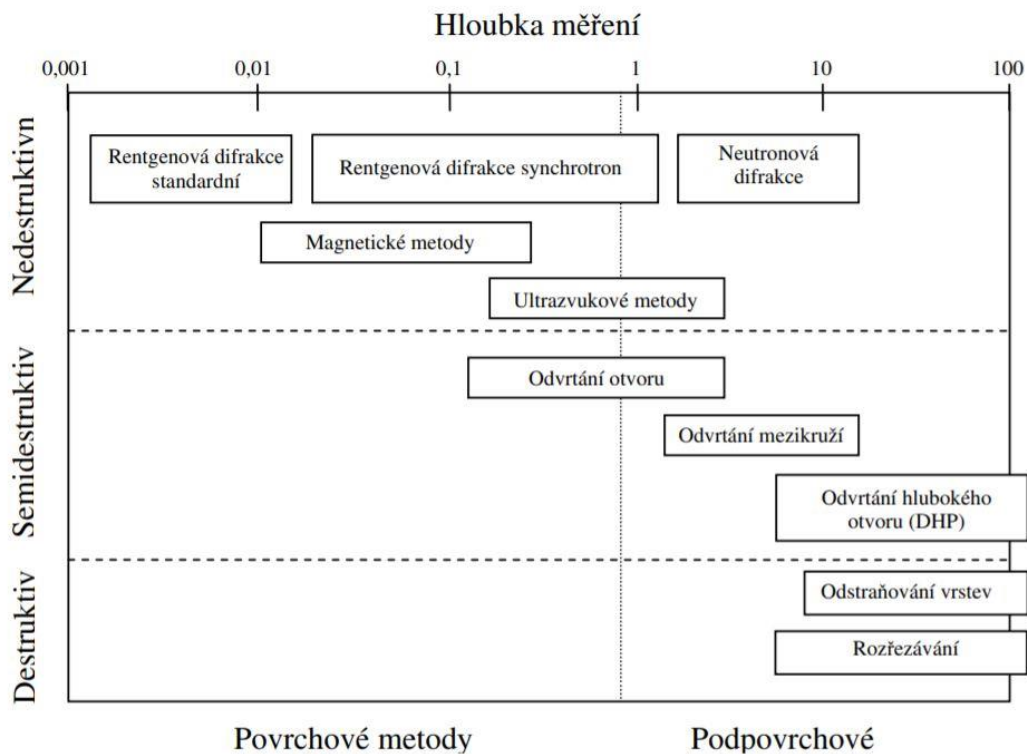 Hloubka měření
0,001 0,01 0,1 1 10 100
Nedestruktivn
Rentgenová difrakce
standardní
Rentgenová difrakce synchrotron
Neutronová
difrakce
Magnetické metody
Ultrazvukové metody
Semidestruktiv
Odvrtání otvoru
Odvrtání mezikruží
Odvrtání hlubokého
otvoru (DHP)
Destruktiv
Odstraňování vrstev
Rozřezávání
Povrchové metody
Podpovrchové